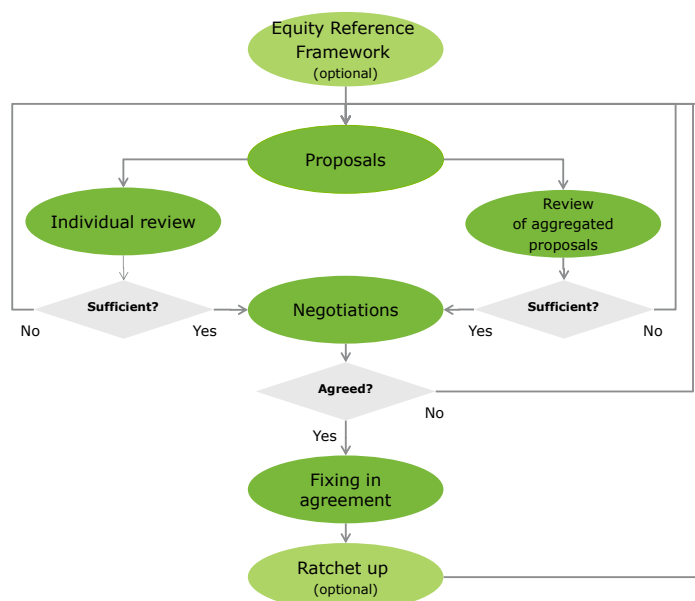 Equity Reference
Framework
(optional)
Proposals
Individual review
Review
of aggregated
proposals
Sufficient?
Negotiations
Sufficient?
No
Yes
Yes
No
Agreed?
No
Yes
Fixing in
agreement
Ratchet up
(optional)